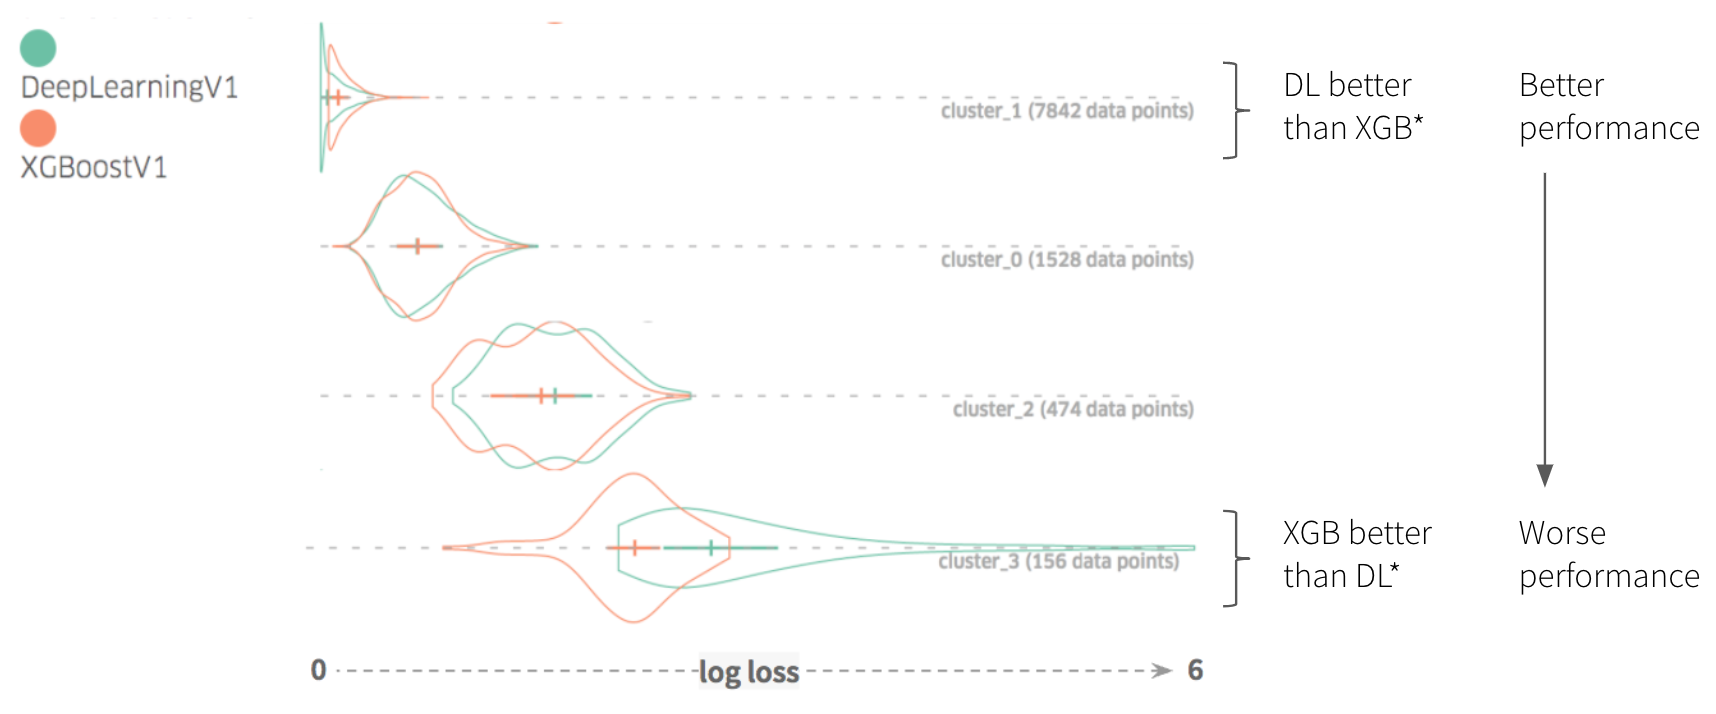 DeepLearningV1
XGBoostV1
cluster_1 (7842 data points)
DL better
than XGB*
Better
performance
cluster_0 (1528 data points)
cluster_2 (474 data points)
cluster_3 (156 data points)
XGB better
than DL*
Worse
performance
0
log loss
6